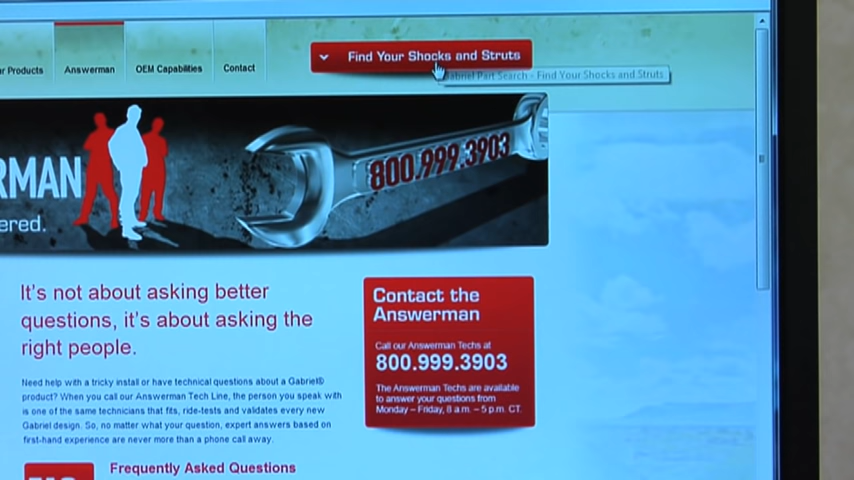 Products
Answerman
OEM Capabilities
Contact
Find Your Shocks and Struts
Gabriel Part Search - Find Your Shocks and Struts
RMAN
ered.
800.999.3903
It's not about asking better
questions, it's about asking the
right people.
Need help with a tricky install or have technical questions about a Gabriel®
product? When you call our Answerman Tech Line, the person you speak with
is one of the same technicians that fits, ride-tests and validates every new
Gabriel design. So, no matter what your question, expert answers based on
first-hand experience are never more than a phone call away.
Contact the
Answerman
Call our Answerman Techs at
800.999.3903
The Answerman Techs are available
to answer your questions from
Monday – Friday, 8 a.m. – 5 p.m. CT.
Frequently Asked Questions